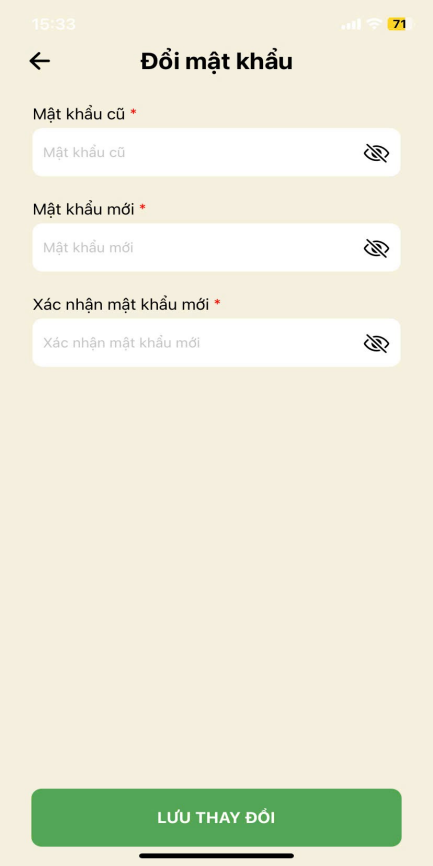 15:33
71
Đổi mật khẩu
Mật khẩu cũ *
Mật khẩu cũ
Mật khẩu mới *
Mật khẩu mới
Xác nhận mật khẩu mới *
Xác nhận mật khẩu mới
LƯU THAY ĐỔI